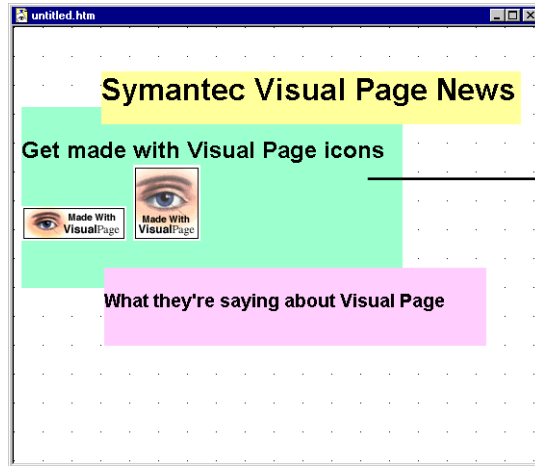 untitled.htm
Symantec Visual Page News
Get made with Visual Page icons
Made With
VisualPage
Made With
VisualPage
What they're saying about Visual Page